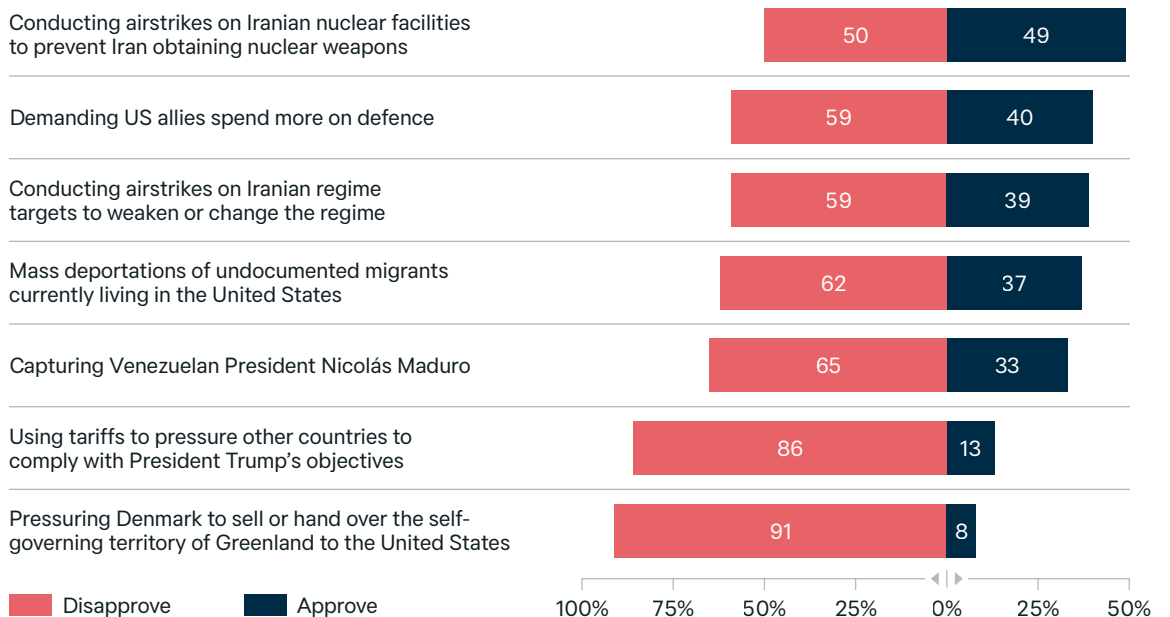 Conducting airstrikes on Iranian nuclear facilities
to prevent Iran obtaining nuclear weapons
50 49
Demanding US allies spend more on defence
59 40
Conducting airstrikes on Iranian regime
targets to weaken or change the regime
59 39
Mass deportations of undocumented migrants
currently living in the United States
62 37
Capturing Venezuelan President Nicolás Maduro
65 33
Using tariffs to pressure other countries to
comply with President Trump's objectives
86 13
Pressuring Denmark to sell or hand over the self-
governing territory of Greenland to the United States
91 8
Disapprove Approve
100% 75% 50% 25% 0% 25% 50%